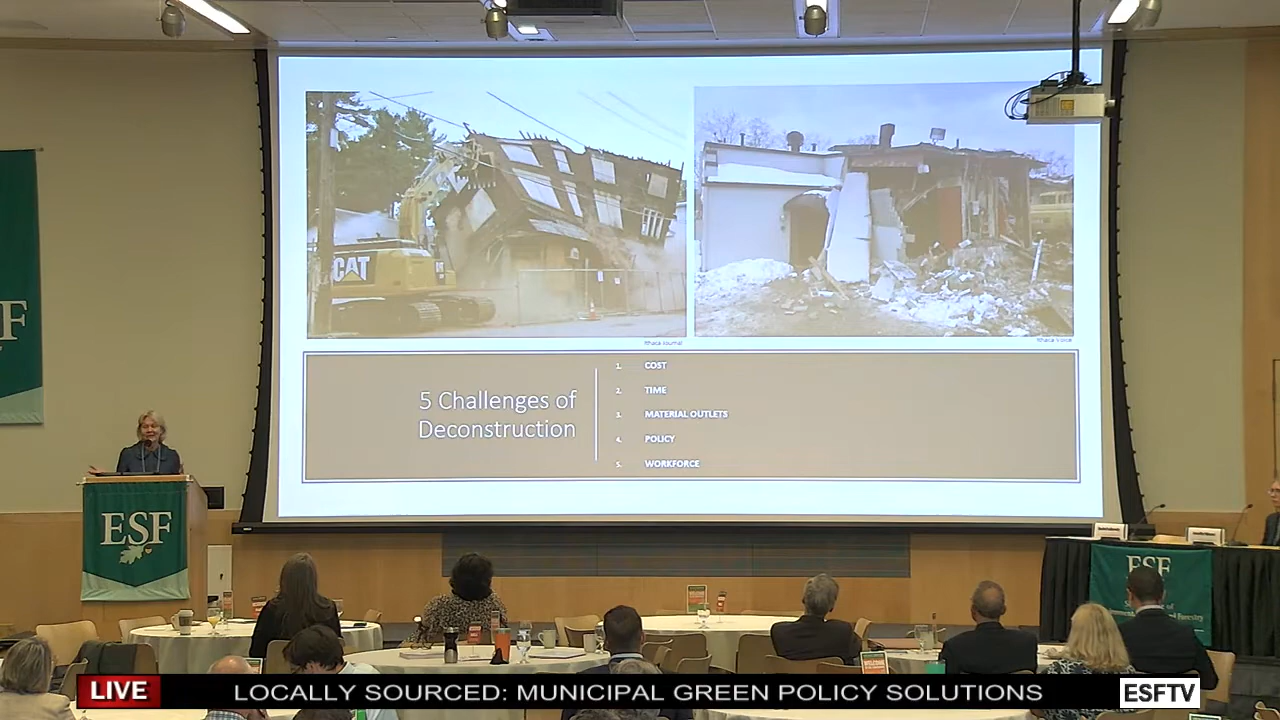 CAT
Ithaca Journal
Ithaca Voice
5 Challenges of
Deconstruction
1. COST
2. TIME
3. MATERIAL OUTLETS
4. POLICY
5. WORKFORCE
ESF
ESF
WELCOME
LIVE
LOCALLY SOURCED: MUNICIPAL GREEN POLICY SOLUTIONS
ESFTV